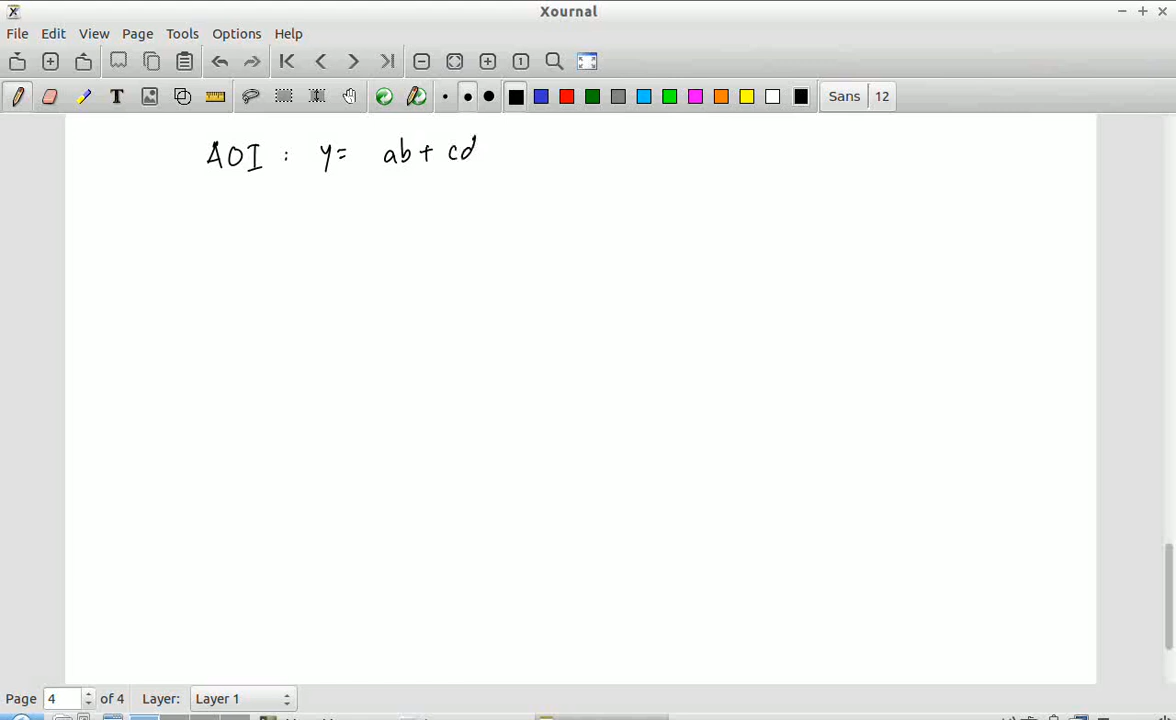 Xournal
File Edit View Page Tools Options Help
Sans 12
AOI : y= ab+ cd
Page 4 of 4 Layer: Layer 1